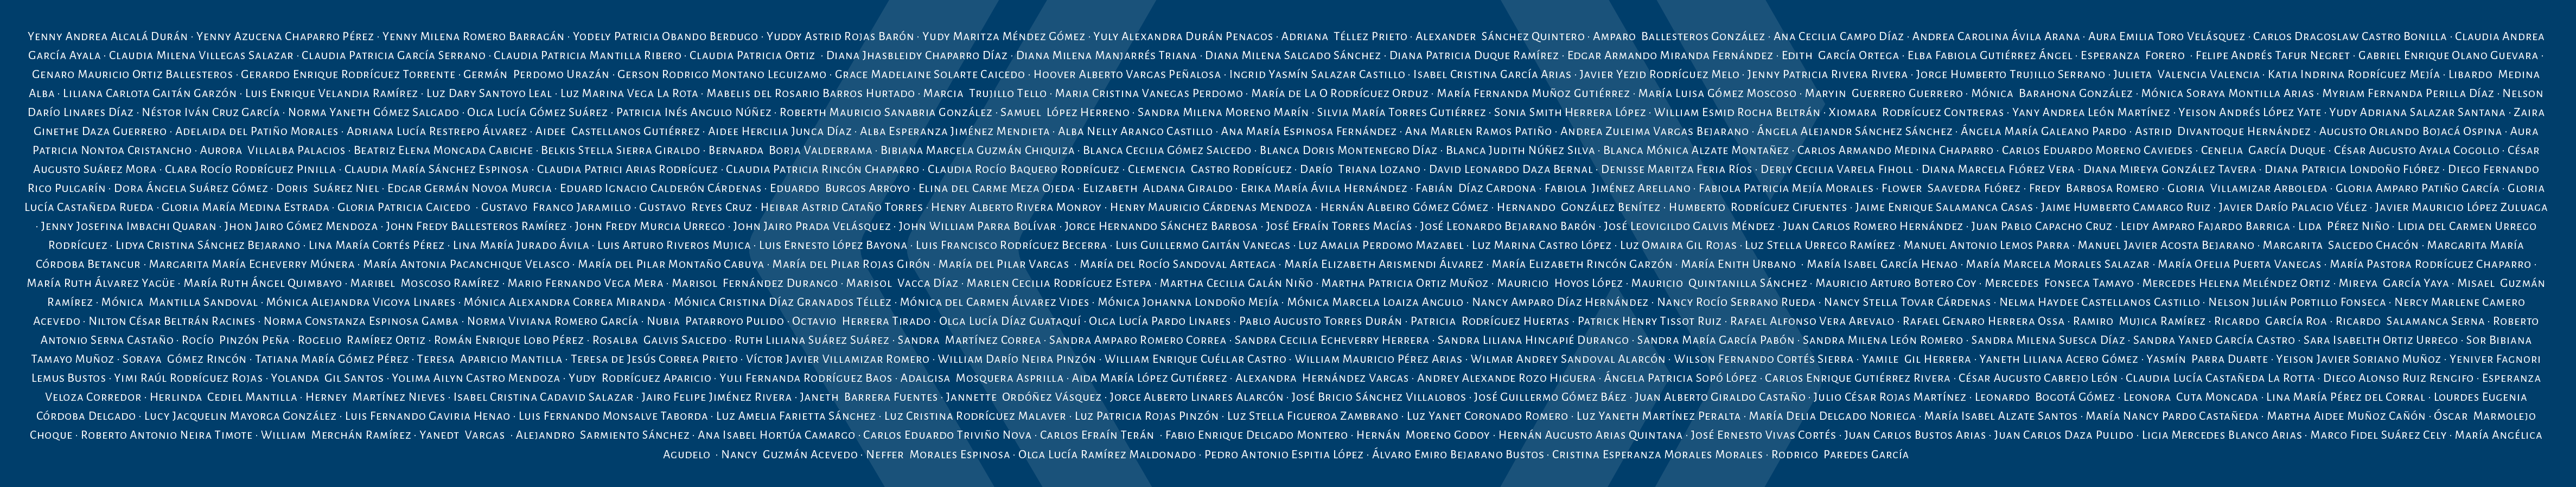 Yenny Andrea Alcalá Durán · Yenny Azucena Chaparro Pérez · Yenny Milena Romero Barragán · Yodely Patricia Obando Berdugo · Yuddy Astrid Rojas Barón · Yudy Maritza Méndez Gómez · Yuly Alexandra Durán Penagos · Adriana Téllez Prieto · Alexander Sánchez Quintero · Amparo Ballesteros González · Ana Cecilia Campo Díaz · Andrea Carolina Ávila Arana · Aura Emilia Toro Velásquez · Carlos Dragoslaw Castro Bonilla · Claudia Andrea
García Ayala · Claudia Milena Villegas Salazar · Claudia Patricia García Serrano · Claudia Patricia Mantilla Ribero · Claudia Patricia Ortiz · Diana Jhasbleidy Chaparro Díaz · Diana Milena Manjarrés Triana · Diana Milena Salgado Sánchez · Diana Patricia Duque Ramírez · Edgar Armando Miranda Fernández · Edith García Ortega · Elba Fabiola Gutiérrez Ángel · Esperanza Forero · Felipe Andrés Tafur Negret · Gabriel Enrique Olano Guevara ·
Genaro Mauricio Ortiz Ballesteros · Gerardo Enrique Rodríguez Torrente · Germán Perdomo Urazán · Gerson Rodrigo Montano Leguizamo · Grace Madelaine Solarte Caicedo · Hoover Alberto Vargas Peñalosa · Ingrid Yasmín Salazar Castillo · Isabel Cristina García Arias · Javier Yezid Rodríguez Melo · Jenny Patricia Rivera Rivera · Jorge Humberto Trujillo Serrano · Julieta Valencia Valencia · Katia Indrina Rodríguez Mejía · Libardo Medina
Alba · Liliana Carlota Gaitán Garzón · Luis Enrique Velandia Ramírez · Luz Dary Santoyo Leal · Luz Marina Vega La Rota · Mabelis del Rosario Barros Hurtado · Marcia Trujillo Tello · Maria Cristina Vanegas Perdomo · María de La O Rodríguez Orduz · María Fernanda Muñoz Gutiérrez · María Luisa Gómez Moscoso · Maryin Guerrero Guerrero · Mónica Barahona González · Mónica Soraya Montilla Arias · Myriam Fernanda Perilla Díaz · Nelson
Darío Linares Díaz · Néstor Iván Cruz García · Norma Yaneth Gómez Salgado · Olga Lucía Gómez Suárez · Patricia Inés Angulo Núñez · Roberth Mauricio Sanabria González · Samuel López Herreno · Sandra Milena Moreno Marín · Silvia María Torres Gutiérrez · Sonia Smith Herrera López · William Esmid Rocha Beltrán · Xiomara Rodríguez Contreras · Yany Andrea León Martínez · Yeison Andrés López Yate · Yudy Adriana Salazar Santana · Zaira
Ginethe Daza Guerrero · Adelaida del Patiño Morales · Adriana Lucía Restrepo Álvarez · Aidee Castellanos Gutiérrez · Aidee Hercilia Junca Díaz · Alba Esperanza Jiménez Mendieta · Alba Nelly Arango Castillo · Ana María Espinosa Fernández · Ana Marlen Ramos Patiño · Andrea Zuleima Vargas Bejarano · Ángela Alejandr Sánchez Sánchez · Ángela María Galeano Pardo · Astrid Divantoque Hernández · Augusto Orlando Bojacá Ospina · Aura
Patricia Nontoa Cristancho · Aurora Villalba Palacios · Beatriz Elena Moncada Cabiche · Belkis Stella Sierra Giraldo · Bernarda Borja Valderrama · Bibiana Marcela Guzmán Chiquiza · Blanca Cecilia Gómez Salcedo · Blanca Doris Montenegro Díaz · Blanca Judith Núñez Silva · Blanca Mónica Alzate Montañez · Carlos Armando Medina Chaparro · Carlos Eduardo Moreno Caviedes · Cenelia García Duque · César Augusto Ayala Cogollo · César
Augusto Suárez Mora · Clara Rocío Rodríguez Pinilla · Claudia María Sánchez Espinosa · Claudia Patrici Arias Rodríguez · Claudia Patricia Rincón Chaparro · Claudia Rocío Baquero Rodríguez · Clemencia Castro Rodríguez · Darío Triana Lozano · David Leonardo Daza Bernal · Denisse Maritza Feria Ríos · Derly Cecilia Varela Fiholl · Diana Marcela Flórez Vera · Diana Mireya González Tavera · Diana Patricia Londoño Flórez · Diego Fernando
Rico Pulgarín · Dora Ángela Suárez Gómez · Doris Suárez Niel · Edgar Germán Novoa Murcia · Eduard Ignacio Calderón Cárdenas · Eduardo Burgos Arroyo · Elina del Carme Meza Ojeda · Elizabeth Aldana Giraldo · Erika María Ávila Hernández · Fabián Díaz Cardona · Fabiola Jiménez Arellano · Fabiola Patricia Mejía Morales · Flower Saavedra Flórez · Fredy Barbosa Romero · Gloria Villamizar Arboleda · Gloria Amparo Patiño García · Gloria
Lucía Castañeda Rueda · Gloria María Medina Estrada · Gloria Patricia Caicedo · Gustavo Franco Jaramillo · Gustavo Reyes Cruz · Heibar Astrid Cataño Torres · Henry Alberto Rivera Monroy · Henry Mauricio Cárdenas Mendoza · Hernán Albeiro Gómez Gómez · Hernando González Benítez · Humberto Rodríguez Cifuentes · Jaime Enrique Salamanca Casas · Jaime Humberto Camargo Ruiz · Javier Darío Palacio Vélez · Javier Mauricio López Zuluaga
· Jenny Josefina Imbachi Quaran · Jhon Jairo Gómez Mendoza · John Fredy Ballesteros Ramírez · John Fredy Murcia Urrego · John Jairo Prada Velásquez · John William Parra Bolívar · Jorge Hernando Sánchez Barbosa · José Efraín Torres Macías · José Leonardo Bejarano Barón · José Leovigildo Galvis Méndez · Juan Carlos Romero Hernández · Juan Pablo Capacho Cruz · Leidy Amparo Fajardo Barriga · Lida Pérez Niño · Lidia del Carmen Urrego
Rodríguez · Lidya Cristina Sánchez Bejarano · Lina María Cortés Pérez · Lina María Jurado Ávila · Luis Arturo Riveros Mujica · Luis Ernesto López Bayona · Luis Francisco Rodríguez Becerra · Luis Guillermo Gaitán Vanegas · Luz Amalia Perdomo Mazabel · Luz Marina Castro López · Luz Omaira Gil Rojas · Luz Stella Urrego Ramírez · Manuel Antonio Lemos Parra · Manuel Javier Acosta Bejarano · Margarita Salcedo Chacón · Margarita María
Córdoba Betancur · Margarita María Echeverry Múnera · María Antonia Pacanchique Velasco · María del Pilar Montaño Cabuya · María del Pilar Rojas Girón · María del Pilar Vargas · María del Rocío Sandoval Arteaga · María Elizabeth Arismendi Álvarez · María Elizabeth Rincón Garzón · María Enith Urbano · María Isabel García Henao · María Marcela Morales Salazar · María Ofelia Puerta Vanegas · María Pastora Rodríguez Chaparro ·
María Ruth Álvarez Yagüe · María Ruth Ángel Quimbayo · Maribel Moscoso Ramírez · Mario Fernando Vega Mera · Marisol Fernández Durango · Marisol Vacca Díaz · Marlen Cecilia Rodríguez Estepa · Martha Cecilia Galán Niño · Martha Patricia Ortiz Muñoz · Mauricio Hoyos López · Mauricio Quintanilla Sánchez · Mauricio Arturo Botero Coy · Mercedes Fonseca Tamayo · Mercedes Helena Meléndez Ortiz · Mireya García Yaya · Misael Guzmán
Ramírez · Mónica Mantilla Sandoval · Mónica Alejandra Vigoya Linares · Mónica Alexandra Correa Miranda · Mónica Cristina Díaz Granados Téllez · Mónica del Carmen Álvarez Vides · Mónica Johanna Londoño Mejía · Mónica Marcela Loaiza Angulo · Nancy Amparo Díaz Hernández · Nancy Rocío Serrano Rueda · Nancy Stella Tovar Cárdenas · Nelma Haydee Castellanos Castillo · Nelson Julián Portillo Fonseca · Nercy Marlene Camero
Acevedo · Nilton César Beltrán Racines · Norma Constanza Espinosa Gamba · Norma Viviana Romero García · Nubia Patarroyo Pulido · Octavio Herrera Tirado · Olga Lucía Díaz Guataquí · Olga Lucía Pardo Linares · Pablo Augusto Torres Durán · Patricia Rodríguez Huertas · Patrick Henry Tissot Ruiz · Rafael Alfonso Vera Arevalo · Rafael Genaro Herrera Ossa · Ramiro Mujica Ramírez · Ricardo García Roa · Ricardo Salamanca Serna · Roberto
Antonio Serna Castaño · Rocío Pinzón Peña · Rogelio Ramírez Ortiz · Román Enrique Lobo Pérez · Rosalba Galvis Salcedo · Ruth Liliana Suárez Suárez · Sandra Martínez Correa · Sandra Amparo Romero Correa · Sandra Cecilia Echeverry Herrera · Sandra Liliana Hincapié Durango · Sandra María García Pabón · Sandra Milena León Romero · Sandra Milena Suesca Díaz · Sandra Yaned García Castro · Sara Isabelth Ortiz Urrego · Sor Bibiana
Tamayo Muñoz · Soraya Gómez Rincón · Tatiana María Gómez Pérez · Teresa Aparicio Mantilla · Teresa de Jesús Correa Prieto · Víctor Javier Villamizar Romero · William Darío Neira Pinzón · William Enrique Cuéllar Castro · William Mauricio Pérez Arias · Wilmar Andrey Sandoval Alarcón · Wilson Fernando Cortés Sierra · Yamile Gil Herrera · Yaneth Liliana Acero Gómez · Yasmín Parra Duarte · Yeison Javier Soriano Muñoz · Yeniver Fagnori
Lemus Bustos · Yimi Raúl Rodríguez Rojas · Yolanda Gil Santos · Yolima Ailyn Castro Mendoza · Yudy Rodríguez Aparicio · Yuli Fernanda Rodríguez Baos · Adalgisa Mosquera Asprilla · Aida María López Gutiérrez · Alexandra Hernández Vargas · Andrey Alexande Rozo Higuera · Ángela Patricia Sopó López · Carlos Enrique Gutiérrez Rivera · César Augusto Cabrejo León · Claudia Lucía Castañeda La Rotta · Diego Alonso Ruiz Rengifo · Esperanza
Veloza Corredor · Herlinda Cediel Mantilla · Herney Martínez Nieves · Isabel Cristina Cadavid Salazar · Jairo Felipe Jiménez Rivera · Janeth Barrera Fuentes · Jannette Ordóñez Vásquez · Jorge Alberto Linares Alarcón · José Bricio Sánchez Villalobos · José Guillermo Gómez Báez · Juan Alberto Giraldo Castaño · Julio César Rojas Martínez · Leonardo Bogotá Gómez · Leonora Cuta Moncada · Lina María Pérez del Corral · Lourdes Eugenia
Córdoba Delgado · Lucy Jacquelin Mayorga González · Luis Fernando Gaviria Henao · Luis Fernando Monsalve Taborda · Luz Amelia Farietta Sánchez · Luz Cristina Rodríguez Malaver · Luz Patricia Rojas Pinzón · Luz Stella Figueroa Zambrano · Luz Yanet Coronado Romero · Luz Yaneth Martínez Peralta · María Delia Delgado Noriega · María Isabel Alzate Santos · María Nancy Pardo Castañeda · Martha Aidee Muñoz Cañón · Óscar Marmolejo
Choque · Roberto Antonio Neira Timote · William Merchán Ramírez · Yanedt Vargas · Alejandro Sarmiento Sánchez · Ana Isabel Hortúa Camargo · Carlos Eduardo Triviño Nova · Carlos Efraín Terán · Fabio Enrique Delgado Montero · Hernán Moreno Godoy · Hernán Augusto Arias Quintana · José Ernesto Vivas Cortés · Juan Carlos Bustos Arias · Juan Carlos Daza Pulido · Ligia Mercedes Blanco Arias · Marco Fidel Suárez Cely · María Angélica
Agudelo · Nancy Guzmán Acevedo · Neffer Morales Espinosa · Olga Lucía Ramírez Maldonado · Pedro Antonio Espitia López · Álvaro Emiro Bejarano Bustos · Cristina Esperanza Morales Morales · Rodrigo Paredes García